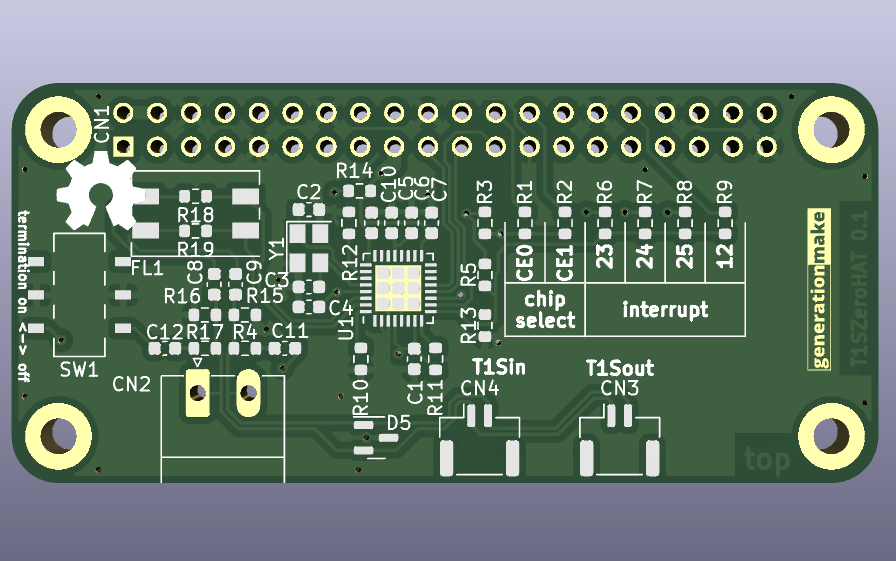 CN1
R14
C10
C5
C6
C7
C2
R18
R19
FL1
Y1
R12
R3
R1
R2
R6
R7
R8
R9
CE0
CE1
23
24
25
12
chip
select
interrupt
generationmake
T1SZeroHAT 0.1
termination on <-> off
C8
C9
C3
C4
R16
R15
U1
R5
R13
C12
R17
R4
C11
SW1
CN2
R10
C1
R11
D5
T1Sin
CN4
T1Sout
CN3
top